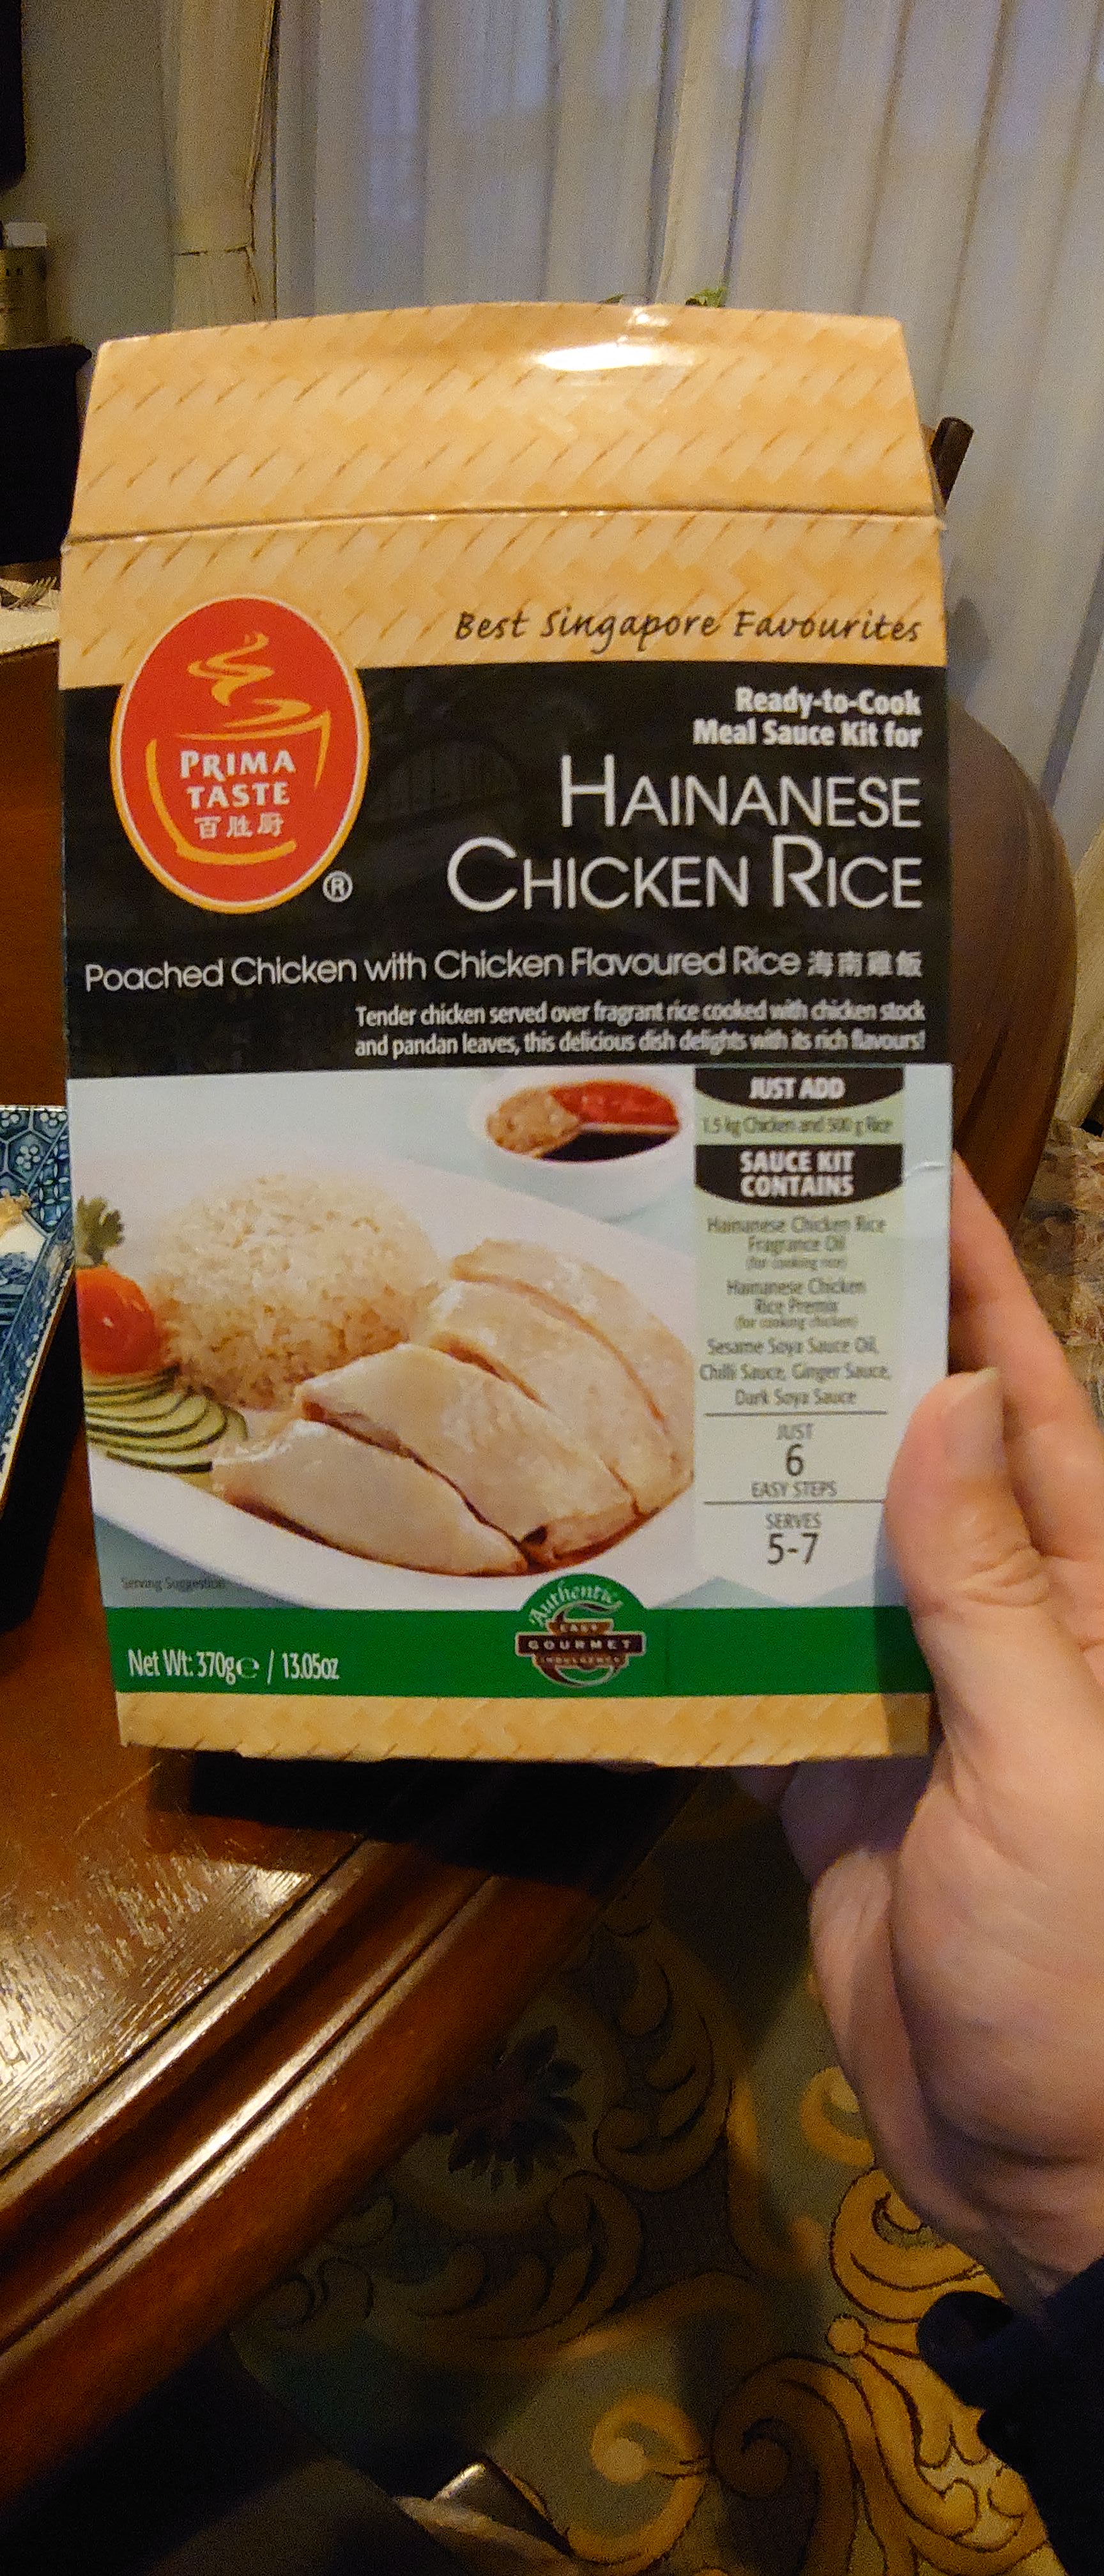 Best Singapore Favourites
PRIMA
TASTE
百胜厨
®
Ready-to-Cook
Meal Sauce Kit for
HAINANESE
CHICKEN RICE
Poached Chicken with Chicken Flavoured Rice 海南雞飯
Tender chicken served over fragrant rice cooked with chicken stock
and pandan leaves, this delicious dish delights with its rich flavours!
JUST ADD
1.5 kg Chicken and 500 g Rice
SAUCE KIT
CONTAINS
Hainanese Chicken Rice
Fragrance Oil
(for cooking rice)
Hainanese Chicken
Rice Premix
(for cooking chicken)
Sesame Soya Sauce Oil,
Chilli Sauce, Ginger Sauce,
Dark Soya Sauce
JUST
6
EASY STEPS
SERVES
5-7
Serving Suggestion
Authentic
EASY
GOURMET
INDULGENCE
Net Wt: 370g℮ / 13.05oz